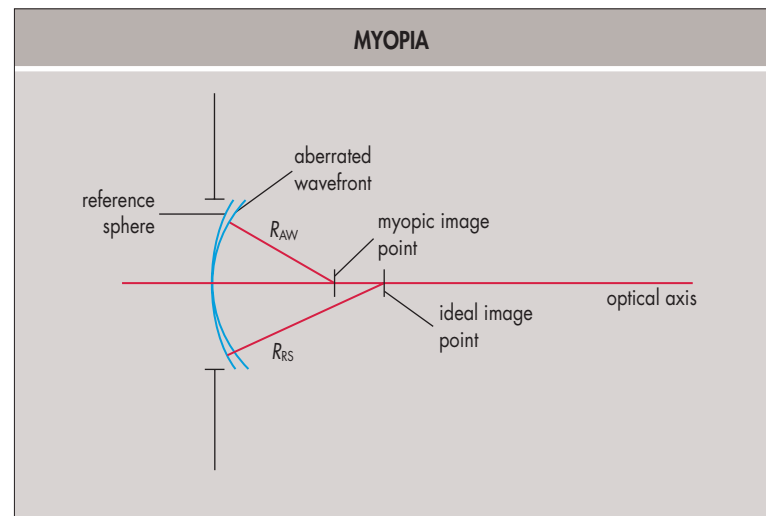 MYOPIA
aberrated
wavefront
reference
sphere
R_AW
myopic image
point
optical axis
ideal image
point
R_RS